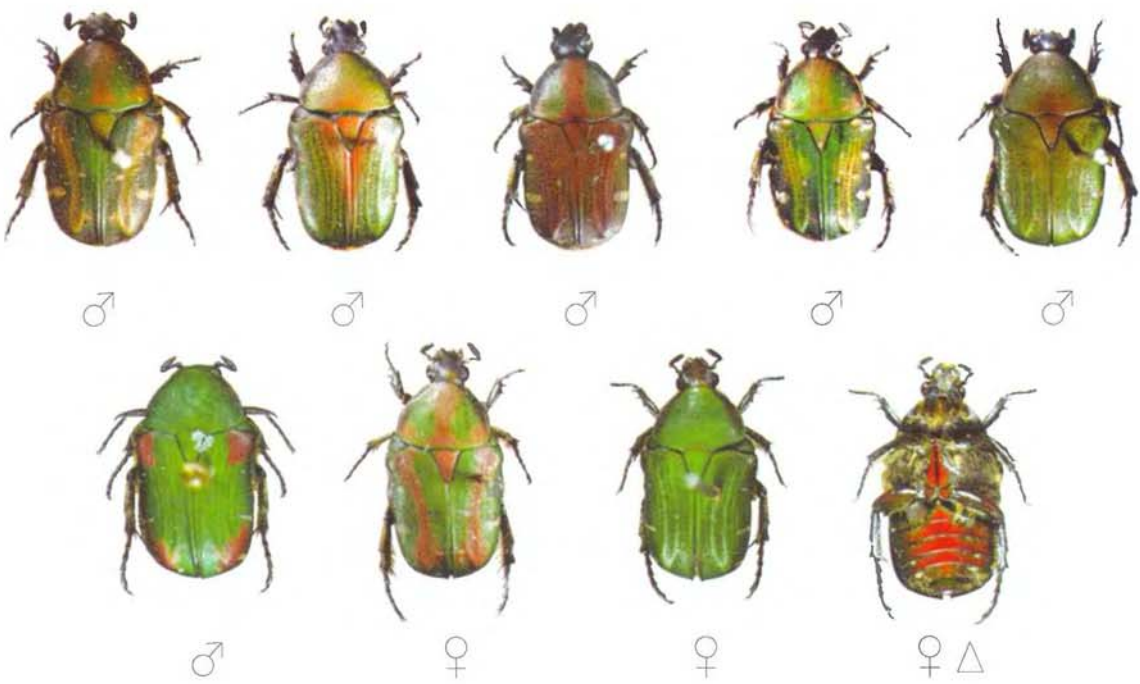 ♂ ♂ ♂ ♂ ♂
♂ ♀ ♀ ♀ △